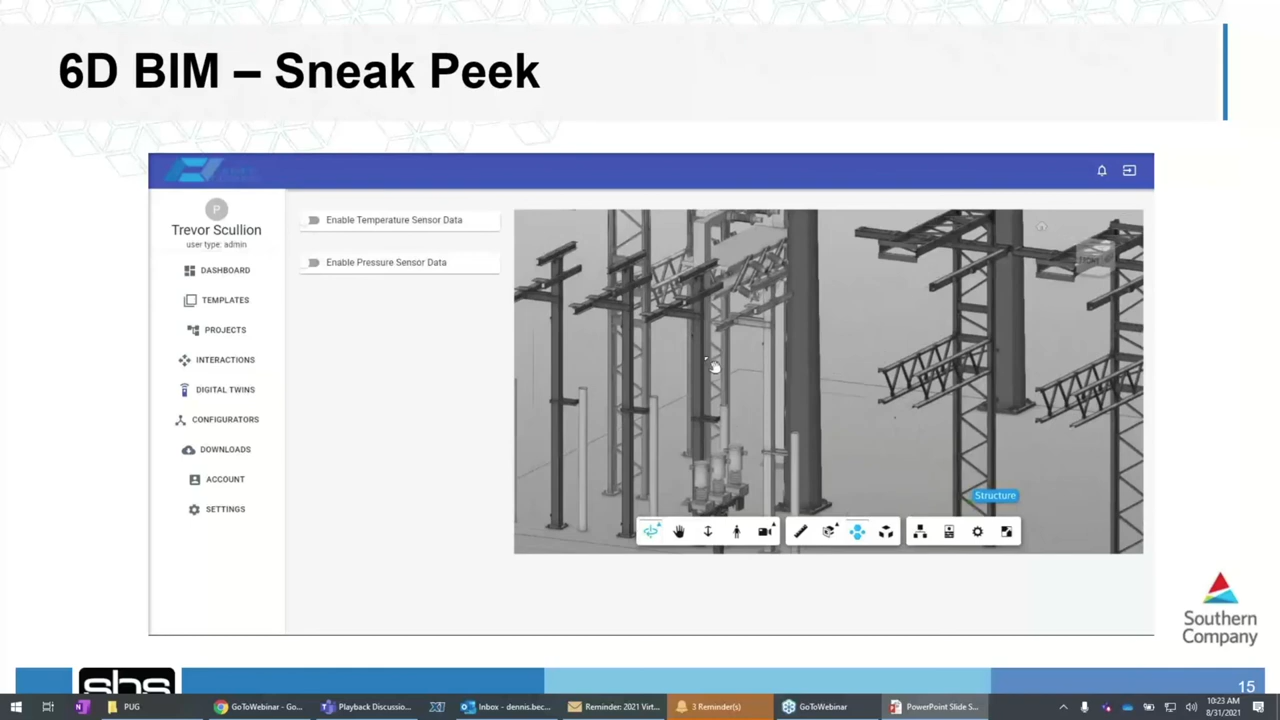 6D BIM – Sneak Peek
P
Trevor Scullion
user type: admin
DASHBOARD
TEMPLATES
PROJECTS
INTERACTIONS
DIGITAL TWINS
CONFIGURATORS
DOWNLOADS
ACCOUNT
SETTINGS
Enable Temperature Sensor Data
Enable Pressure Sensor Data
Structure
Southern
Company
sbs
15
PUG
GoToWebinar - Go...
Playback Discussio...
Inbox - dennis.bec...
Reminder: 2021 Virt...
3 Reminder(s)
GoToWebinar
PowerPoint Slide S...
10:23 AM
8/31/2021